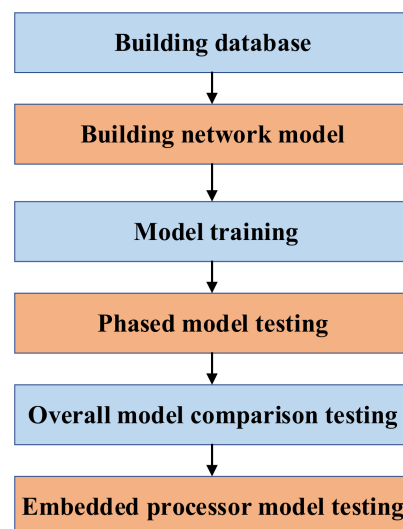 Building database
Building network model
Model training
Phased model testing
Overall model comparison testing
Embedded processor model testing